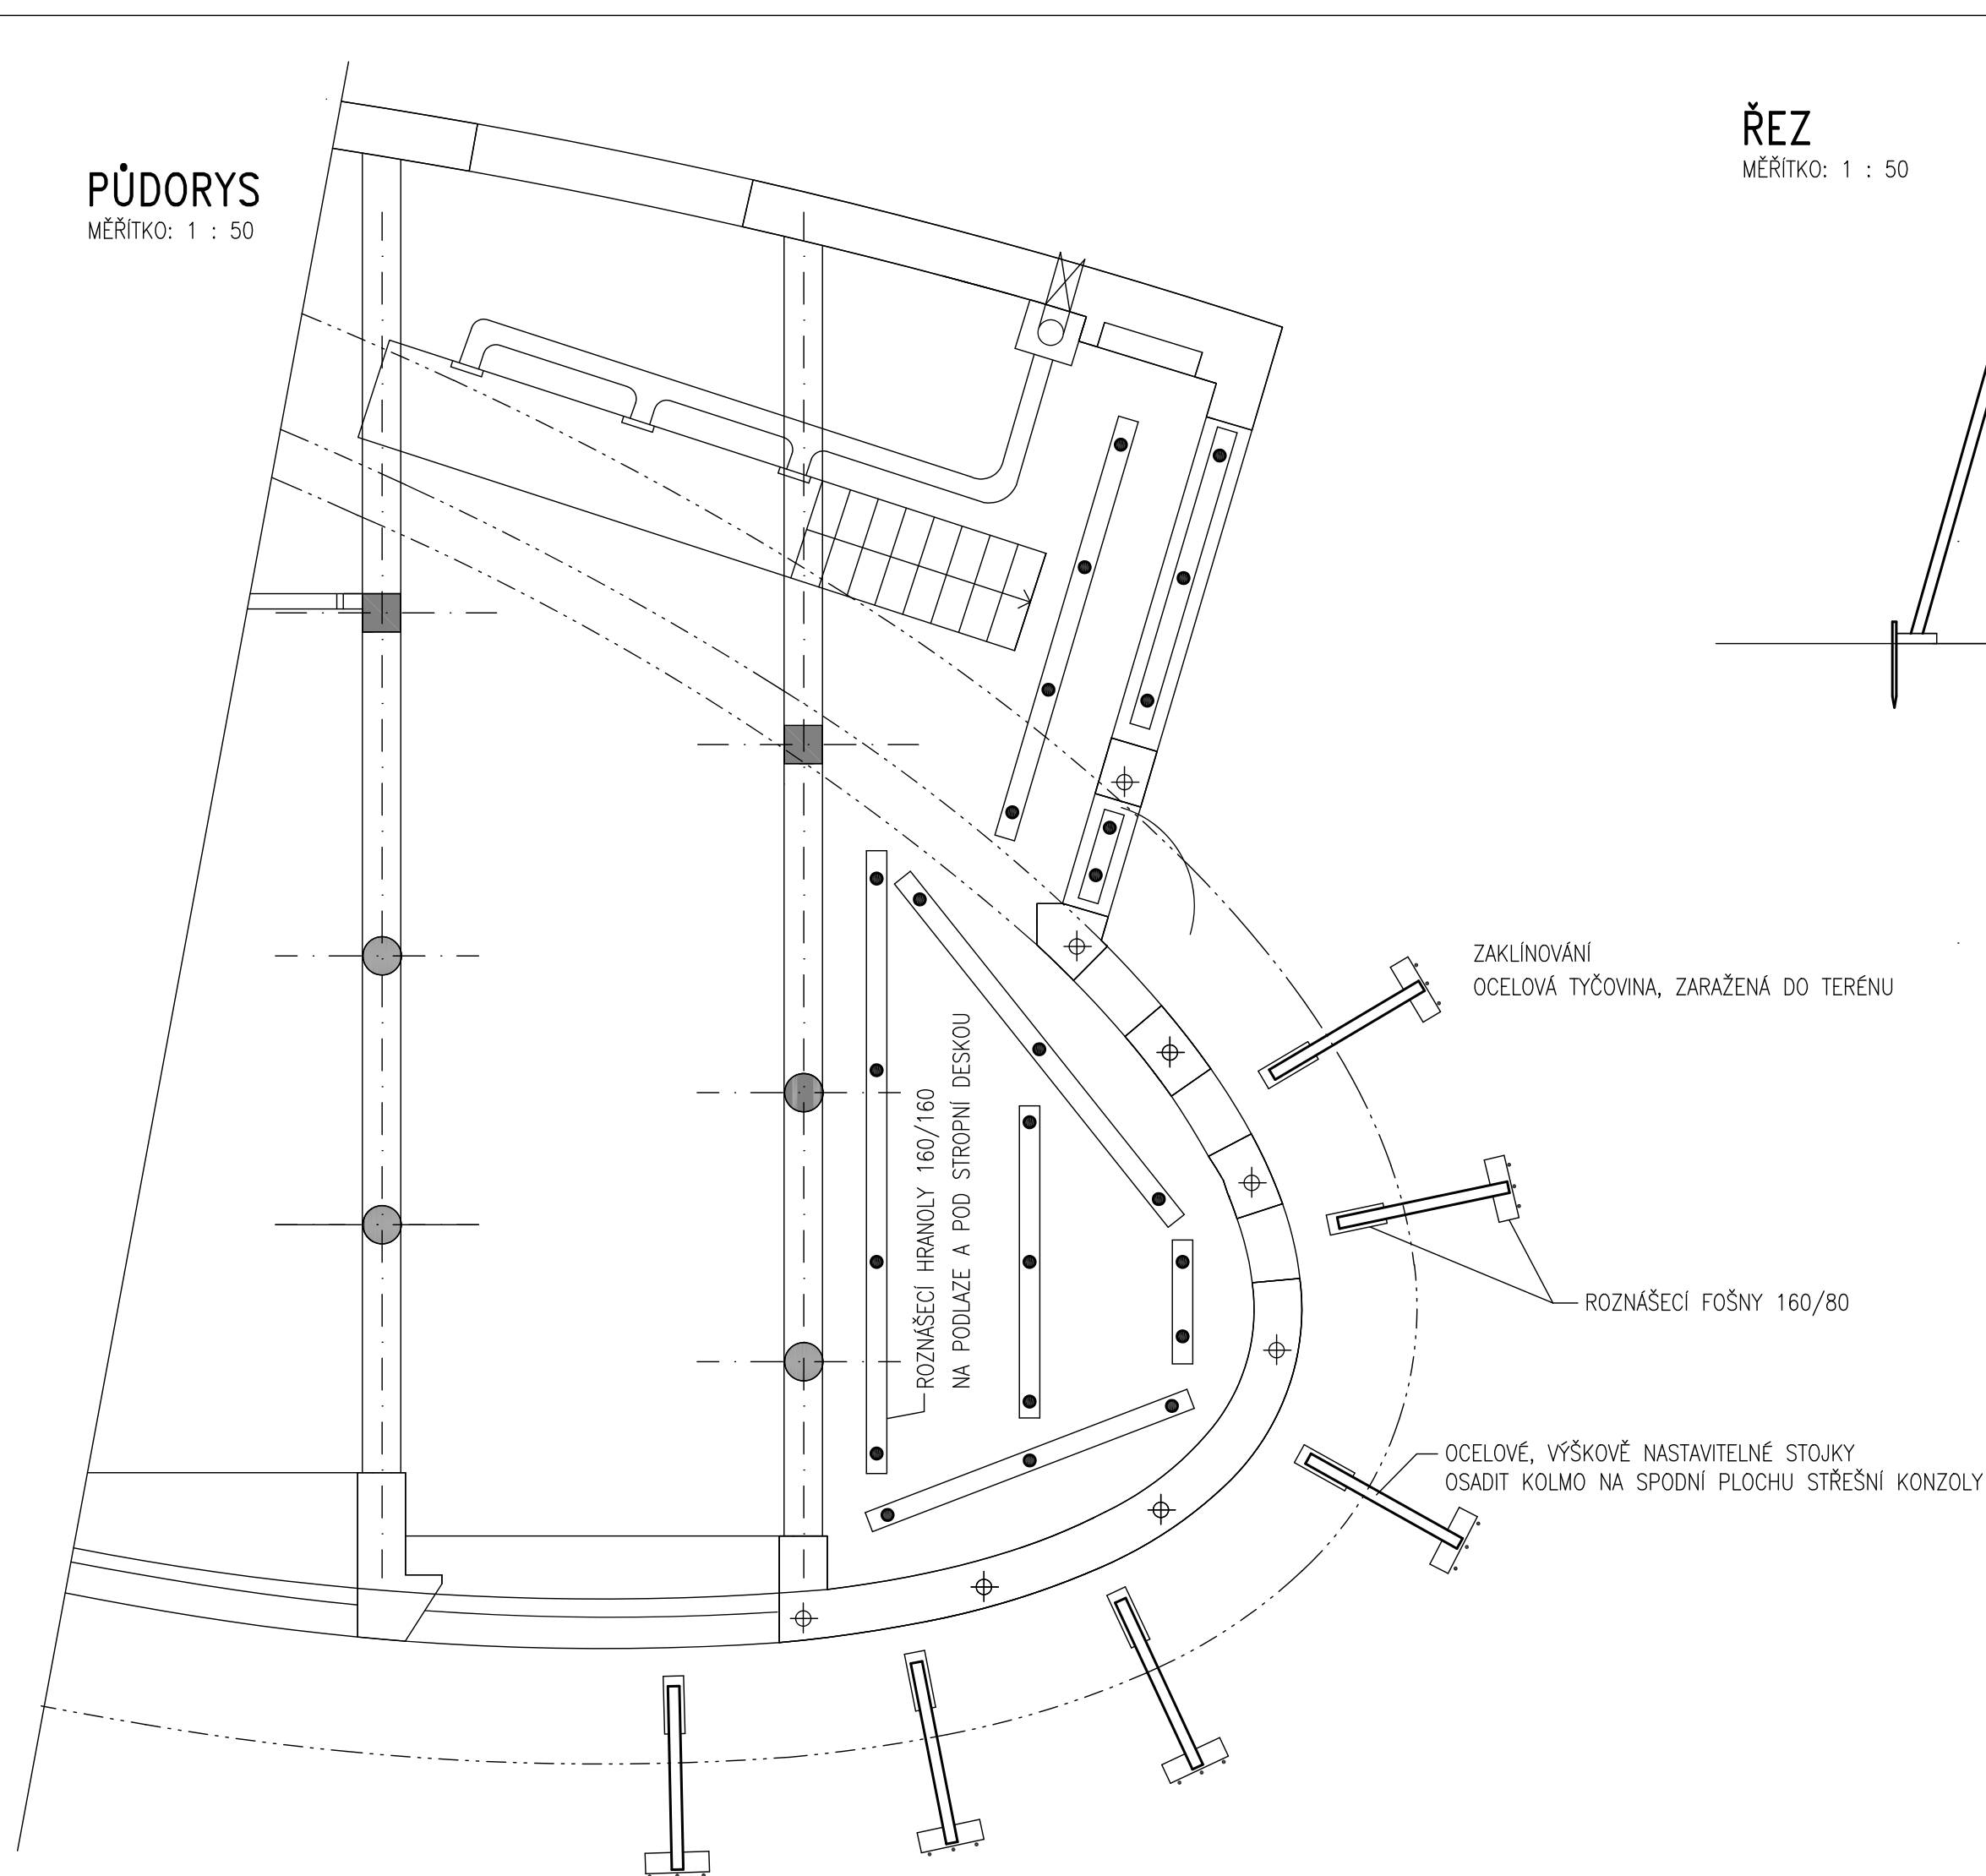 PŮDORYS
MĚŘÍTKO: 1 : 50
ŘEZ
MĚŘÍTKO: 1 : 50
ZAKLÍNOVÁNÍ
OCELOVÁ TYČOVINA, ZARAŽENÁ DO TERÉNU
ROZNÁŠECÍ HRANOLY 160/160
NA PODLAZE A POD STROPNÍ DESKOU
ROZNÁŠECÍ FOŠNY 160/80
OCELOVÉ, VÝŠKOVĚ NASTAVITELNÉ STOJKY
OSADIT KOLMO NA SPODNÍ PLOCHU STŘEŠNÍ KONZOLY